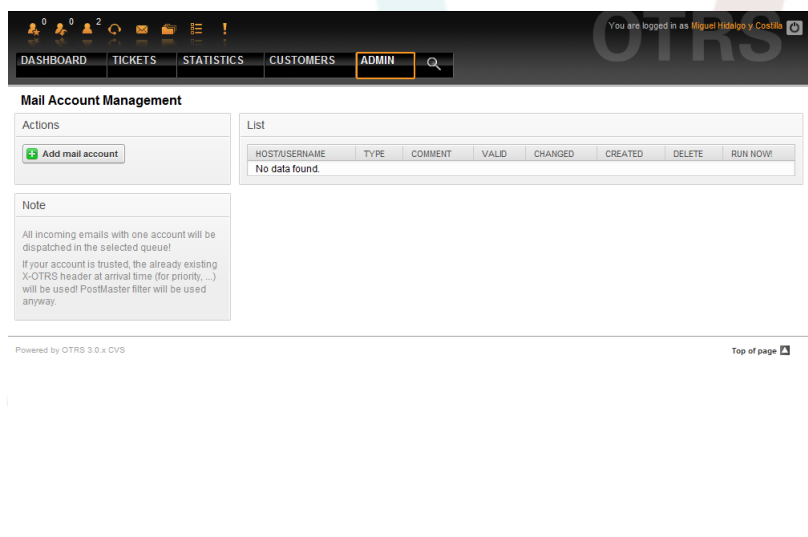 0 0 2
You are logged in as Miguel Hidalgo y Costilla
OTRS
DASHBOARD TICKETS STATISTICS CUSTOMERS ADMIN
Mail Account Management
Actions
Add mail account
List
HOST/USERNAME TYPE COMMENT VALID CHANGED CREATED DELETE RUN NOW!
No data found.
Note
All incoming emails with one account will be
dispatched in the selected queue!
If your account is trusted, the already existing
X-OTRS header at arrival time (for priority, ...)
will be used! PostMaster filter will be used
anyway.
Powered by OTRS 3.0.x CVS
Top of page